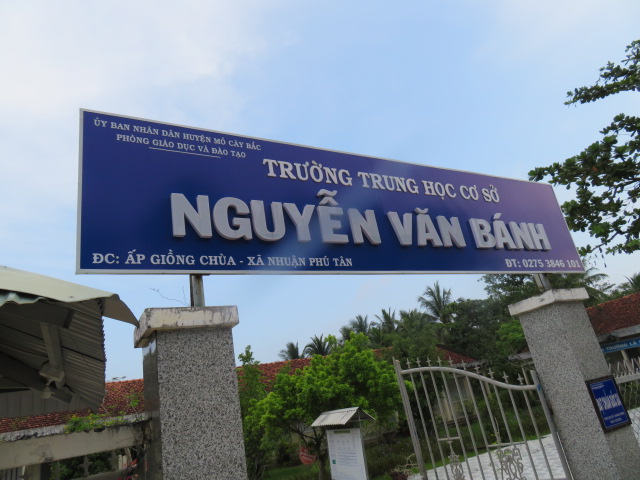 ỦY BAN NHÂN DÂN HUYỆN MỎ CÀY BẮC
PHÒNG GIÁO DỤC VÀ ĐÀO TẠO
TRƯỜNG TRUNG HỌC CƠ SỞ
NGUYỄN VĂN BÁNH
ĐC: ẤP GIỒNG CHÙA - XÃ NHUẬN PHÚ TÂN
ĐT: 0275 3846 101